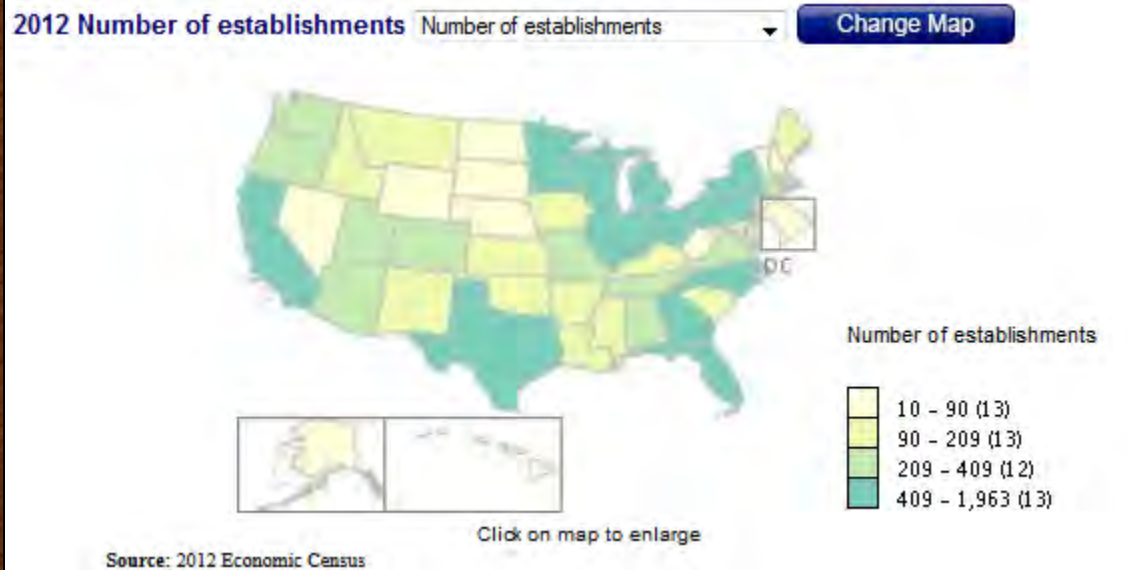 2012 Number of establishments Number of establishments Change Map
DC
Number of establishments
10 - 90 (13)
90 - 209 (13)
209 - 409 (12)
409 - 1,963 (13)
Click on map to enlarge
Source: 2012 Economic Census